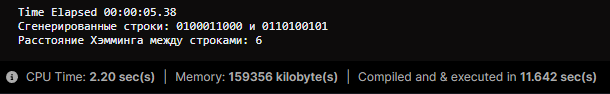 Time Elapsed 00:00:05.38
Сгенерированные строки: 0100011000 и 0110100101
Расстояние Хэмминга между строками: 6
CPU Time: 2.20 sec(s) | Memory: 159356 kilobyte(s) | Compiled and & executed in 11.642 sec(s)